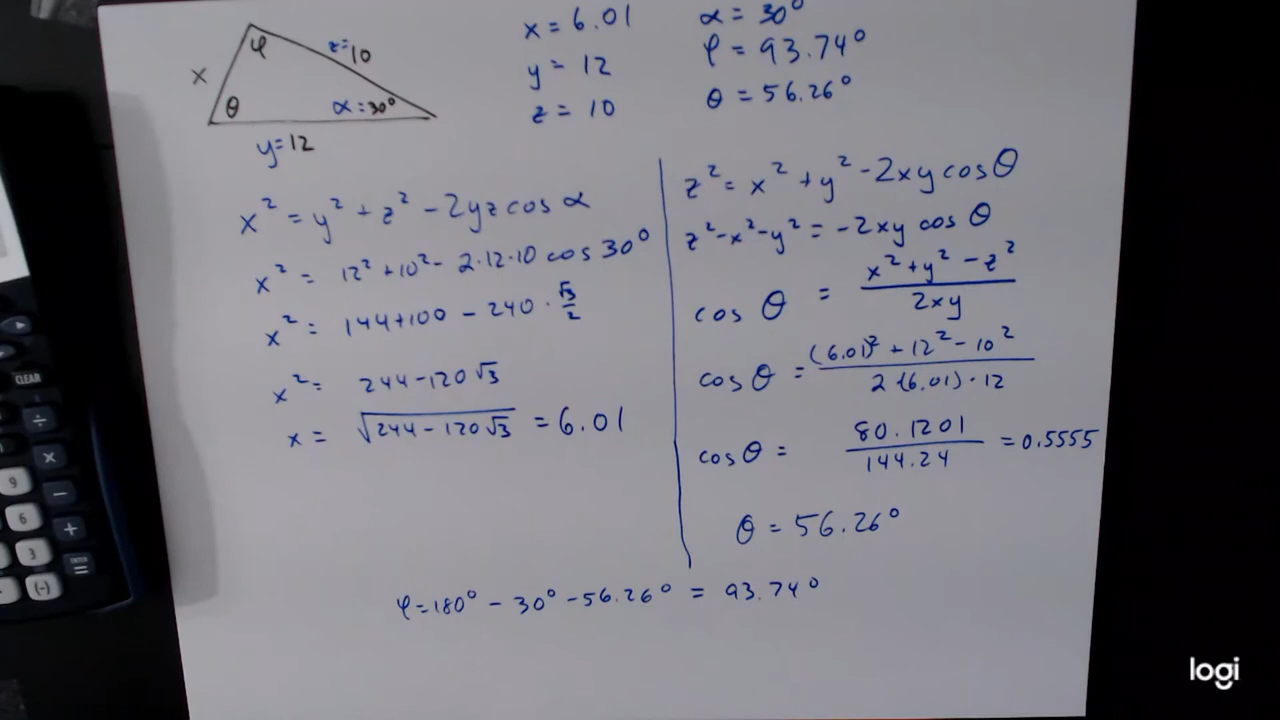 x = 6.01
α = 30°
φ
z=10
y = 12
φ = 93.74°
x
θ
α=30°
z = 10
θ = 56.26°
y=12
x² = y² + z² - 2yz cos α
x² = 12² + 10² - 2·12·10 cos 30°
x² = 144+100 - 240 · √3/2
x² = 244 - 120√3
x = √(244 - 120√3) = 6.01
z² = x² + y² - 2xy cos θ
z² - x² - y² = -2xy cos θ
cos θ = (x² + y² - z²)/(2xy)
cos θ = ((6.01)² + 12² - 10²)/(2(6.01)·12)
cos θ = 80.1201/144.24 = 0.5555
θ = 56.26°
φ = 180° - 30° - 56.26° = 93.74°
CLEAR
÷
×
9
−
6
+
3
ENTER
=
(-)
logi